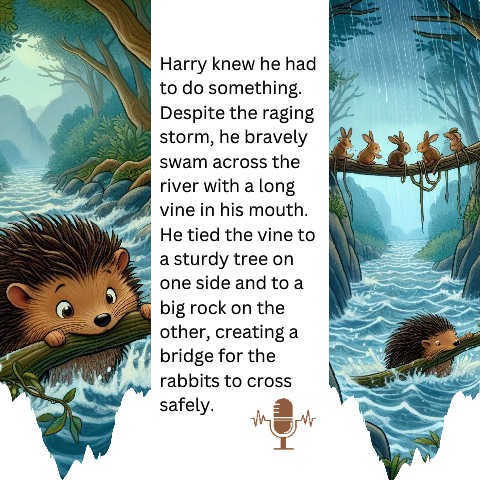 Harry knew he had
to do something.
Despite the raging
storm, he bravely
swam across the
river with a long
vine in his mouth.
He tied the vine to
a sturdy tree on
one side and to a
big rock on the
other, creating a
bridge for the
rabbits to cross
safely.